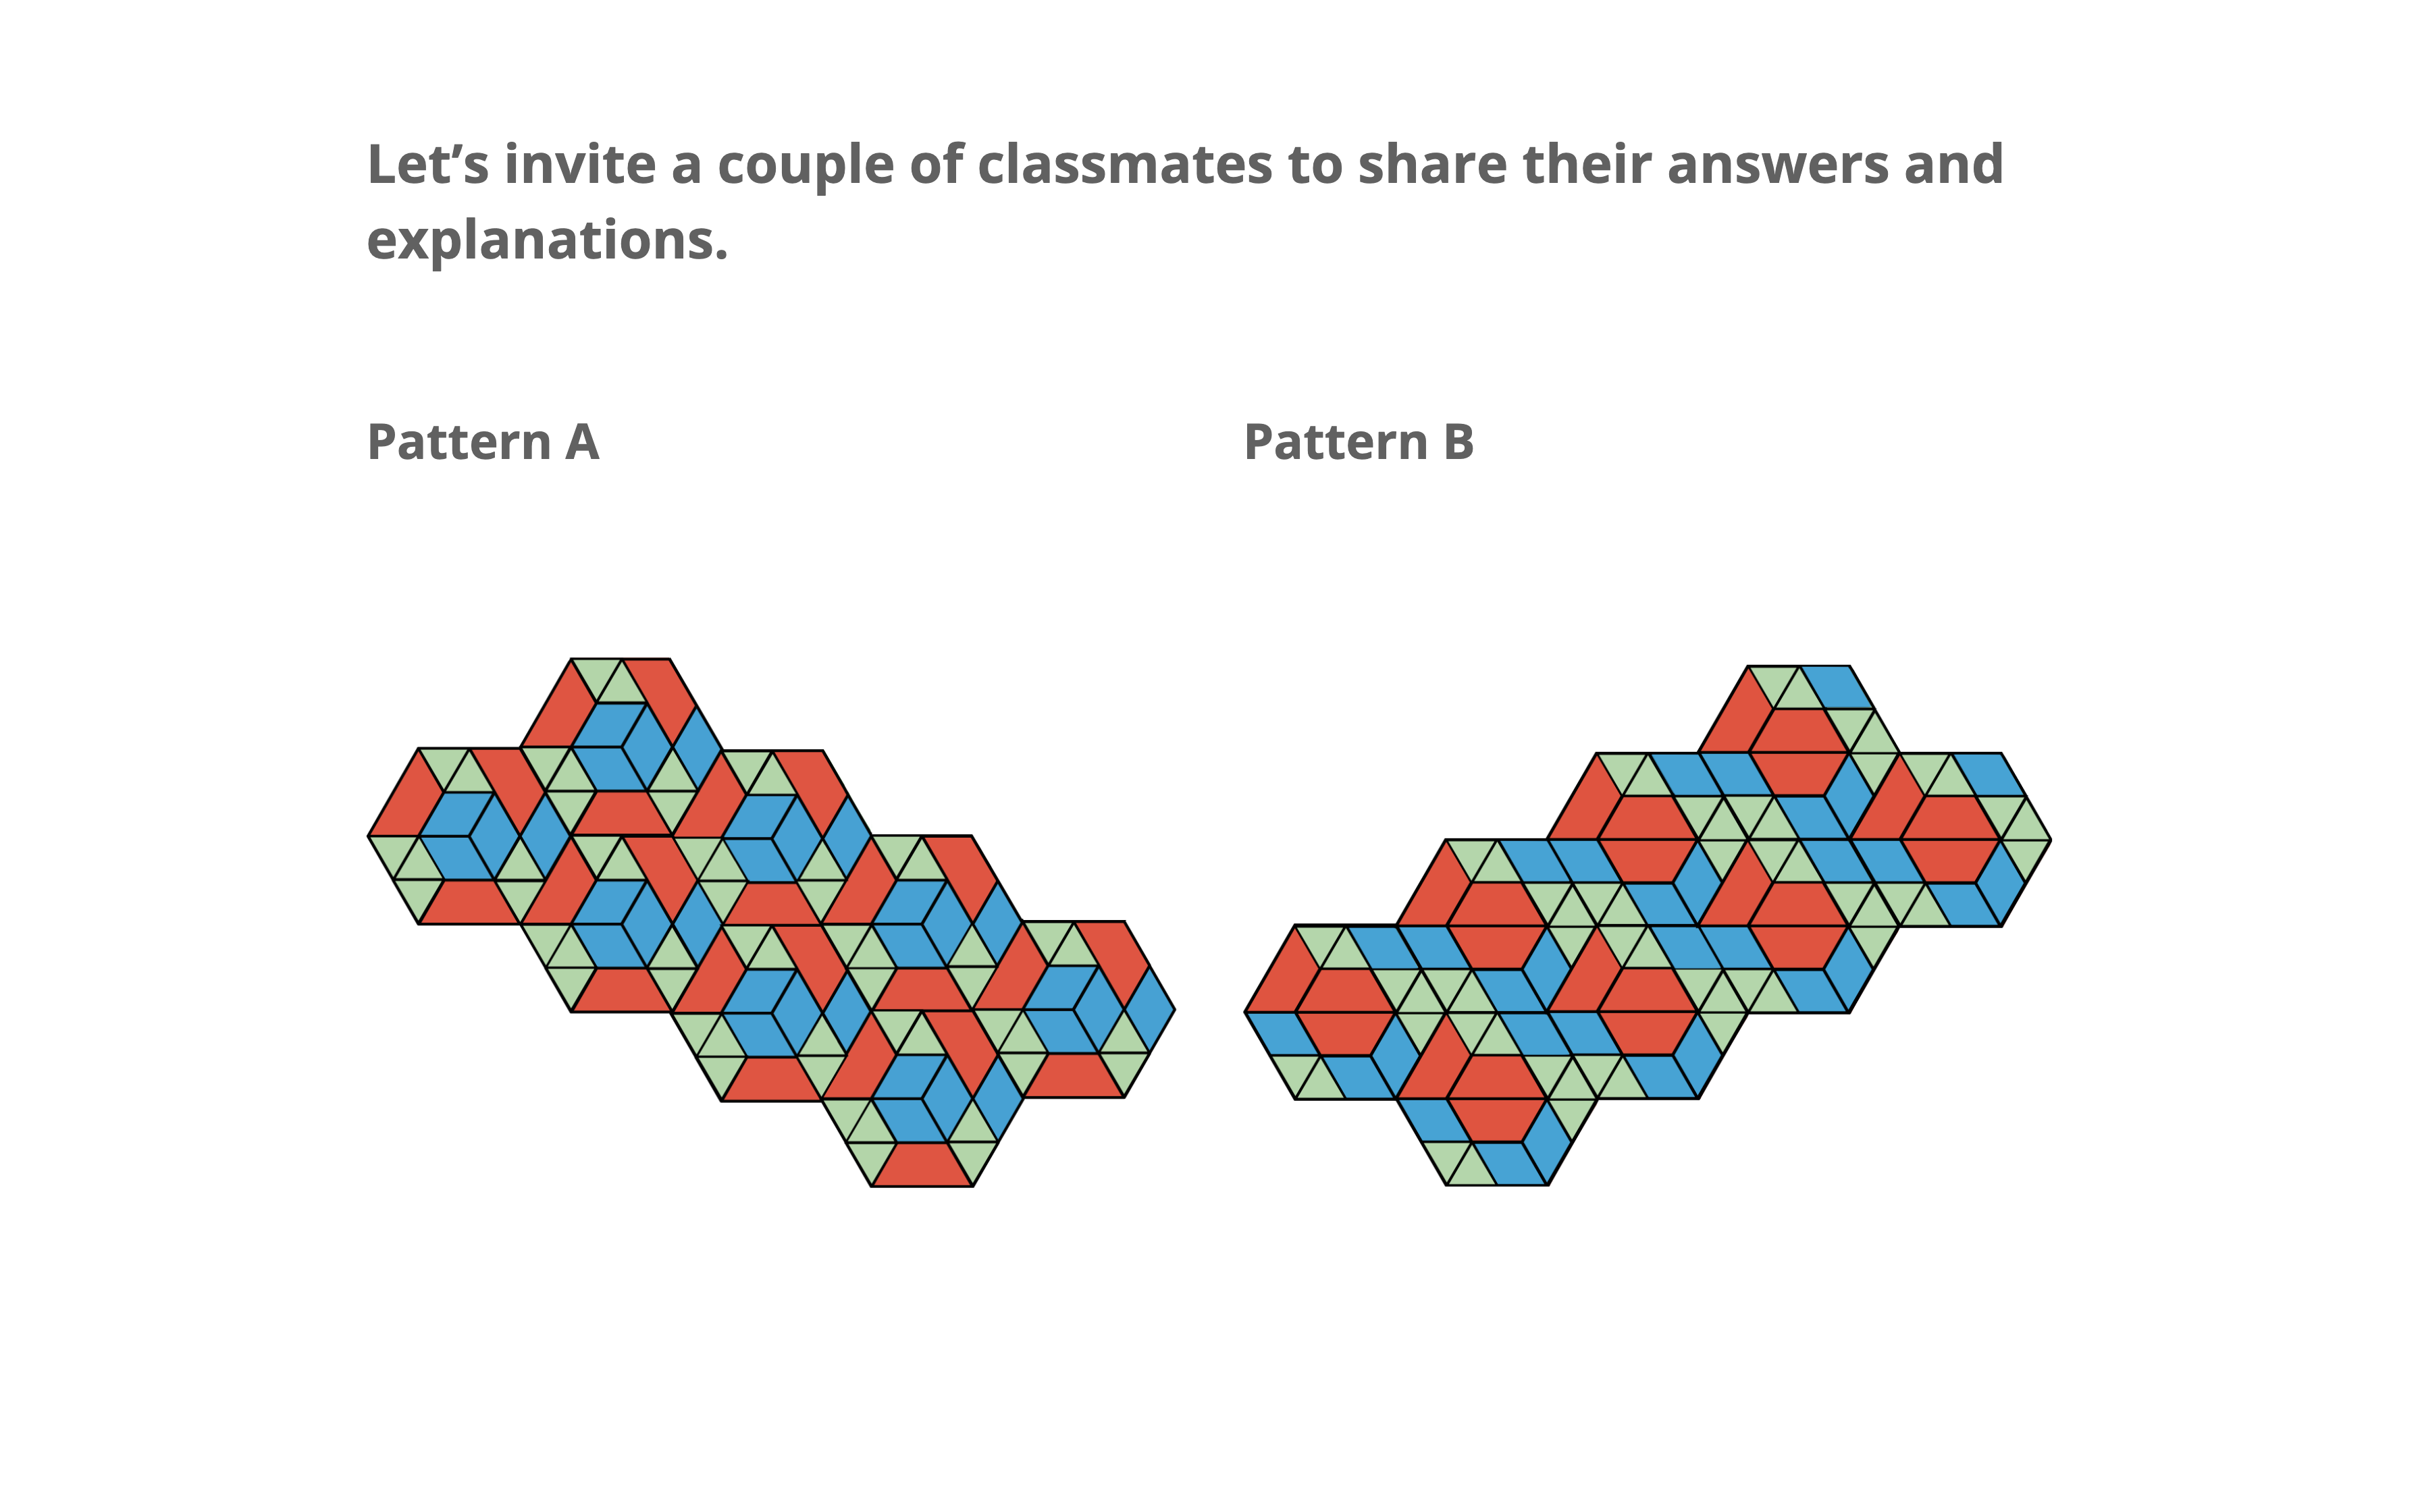 Let’s invite a couple of classmates to share their answers and
explanations.
Pattern A
Pattern B